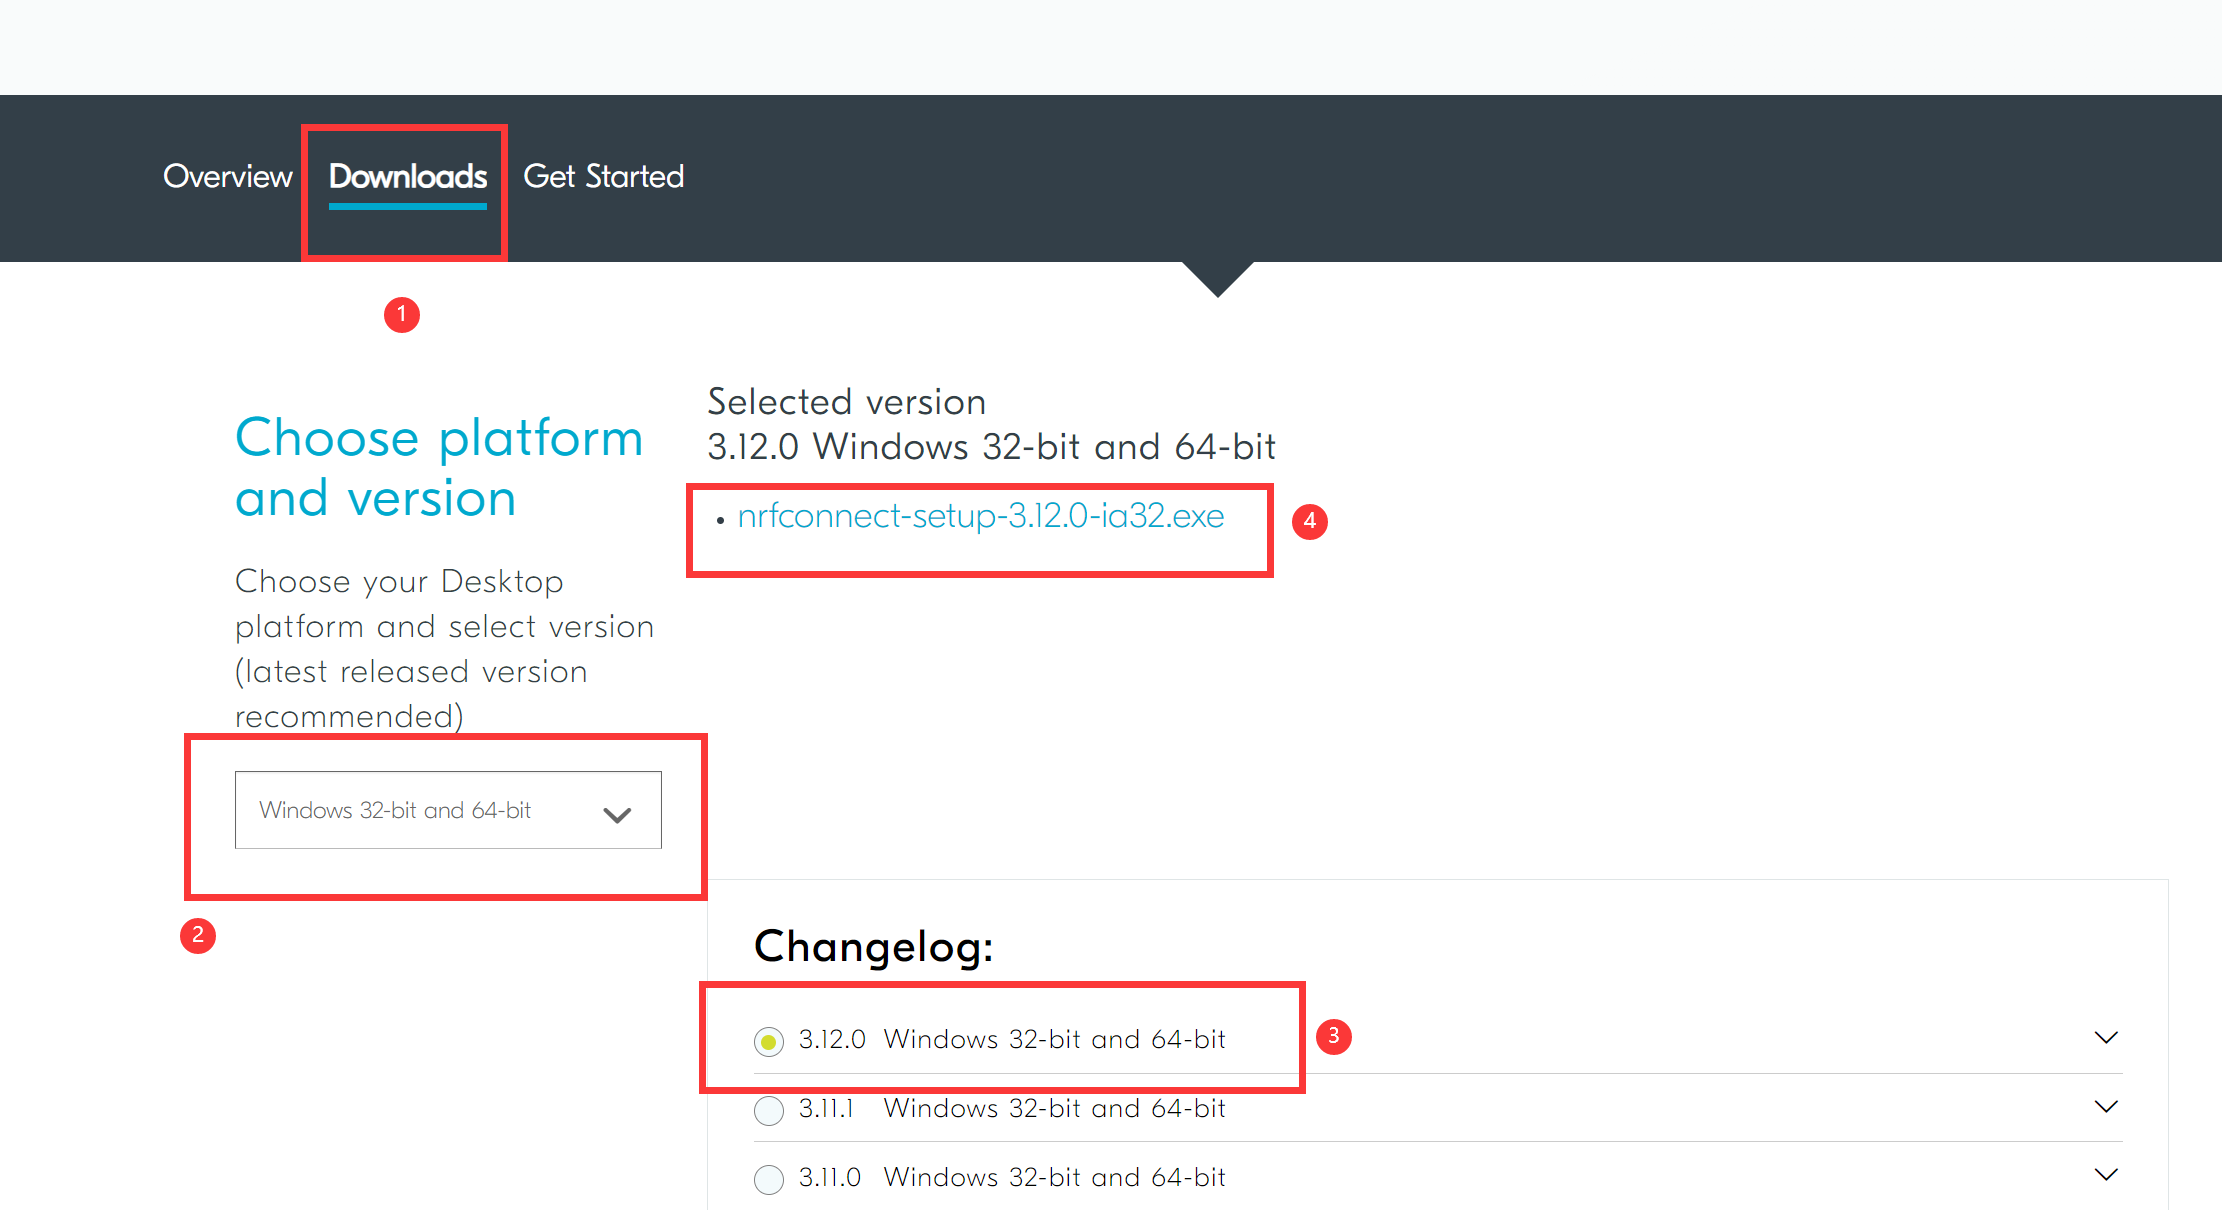 Overview Downloads Get Started
1
Choose platform
and version
Choose your Desktop
platform and select version
(latest released version
recommended)
Windows 32-bit and 64-bit
2
Selected version
3.12.0 Windows 32-bit and 64-bit
• nrfconnect-setup-3.12.0-ia32.exe
4
Changelog:
3.12.0 Windows 32-bit and 64-bit
3
3.11.1 Windows 32-bit and 64-bit
3.11.0 Windows 32-bit and 64-bit